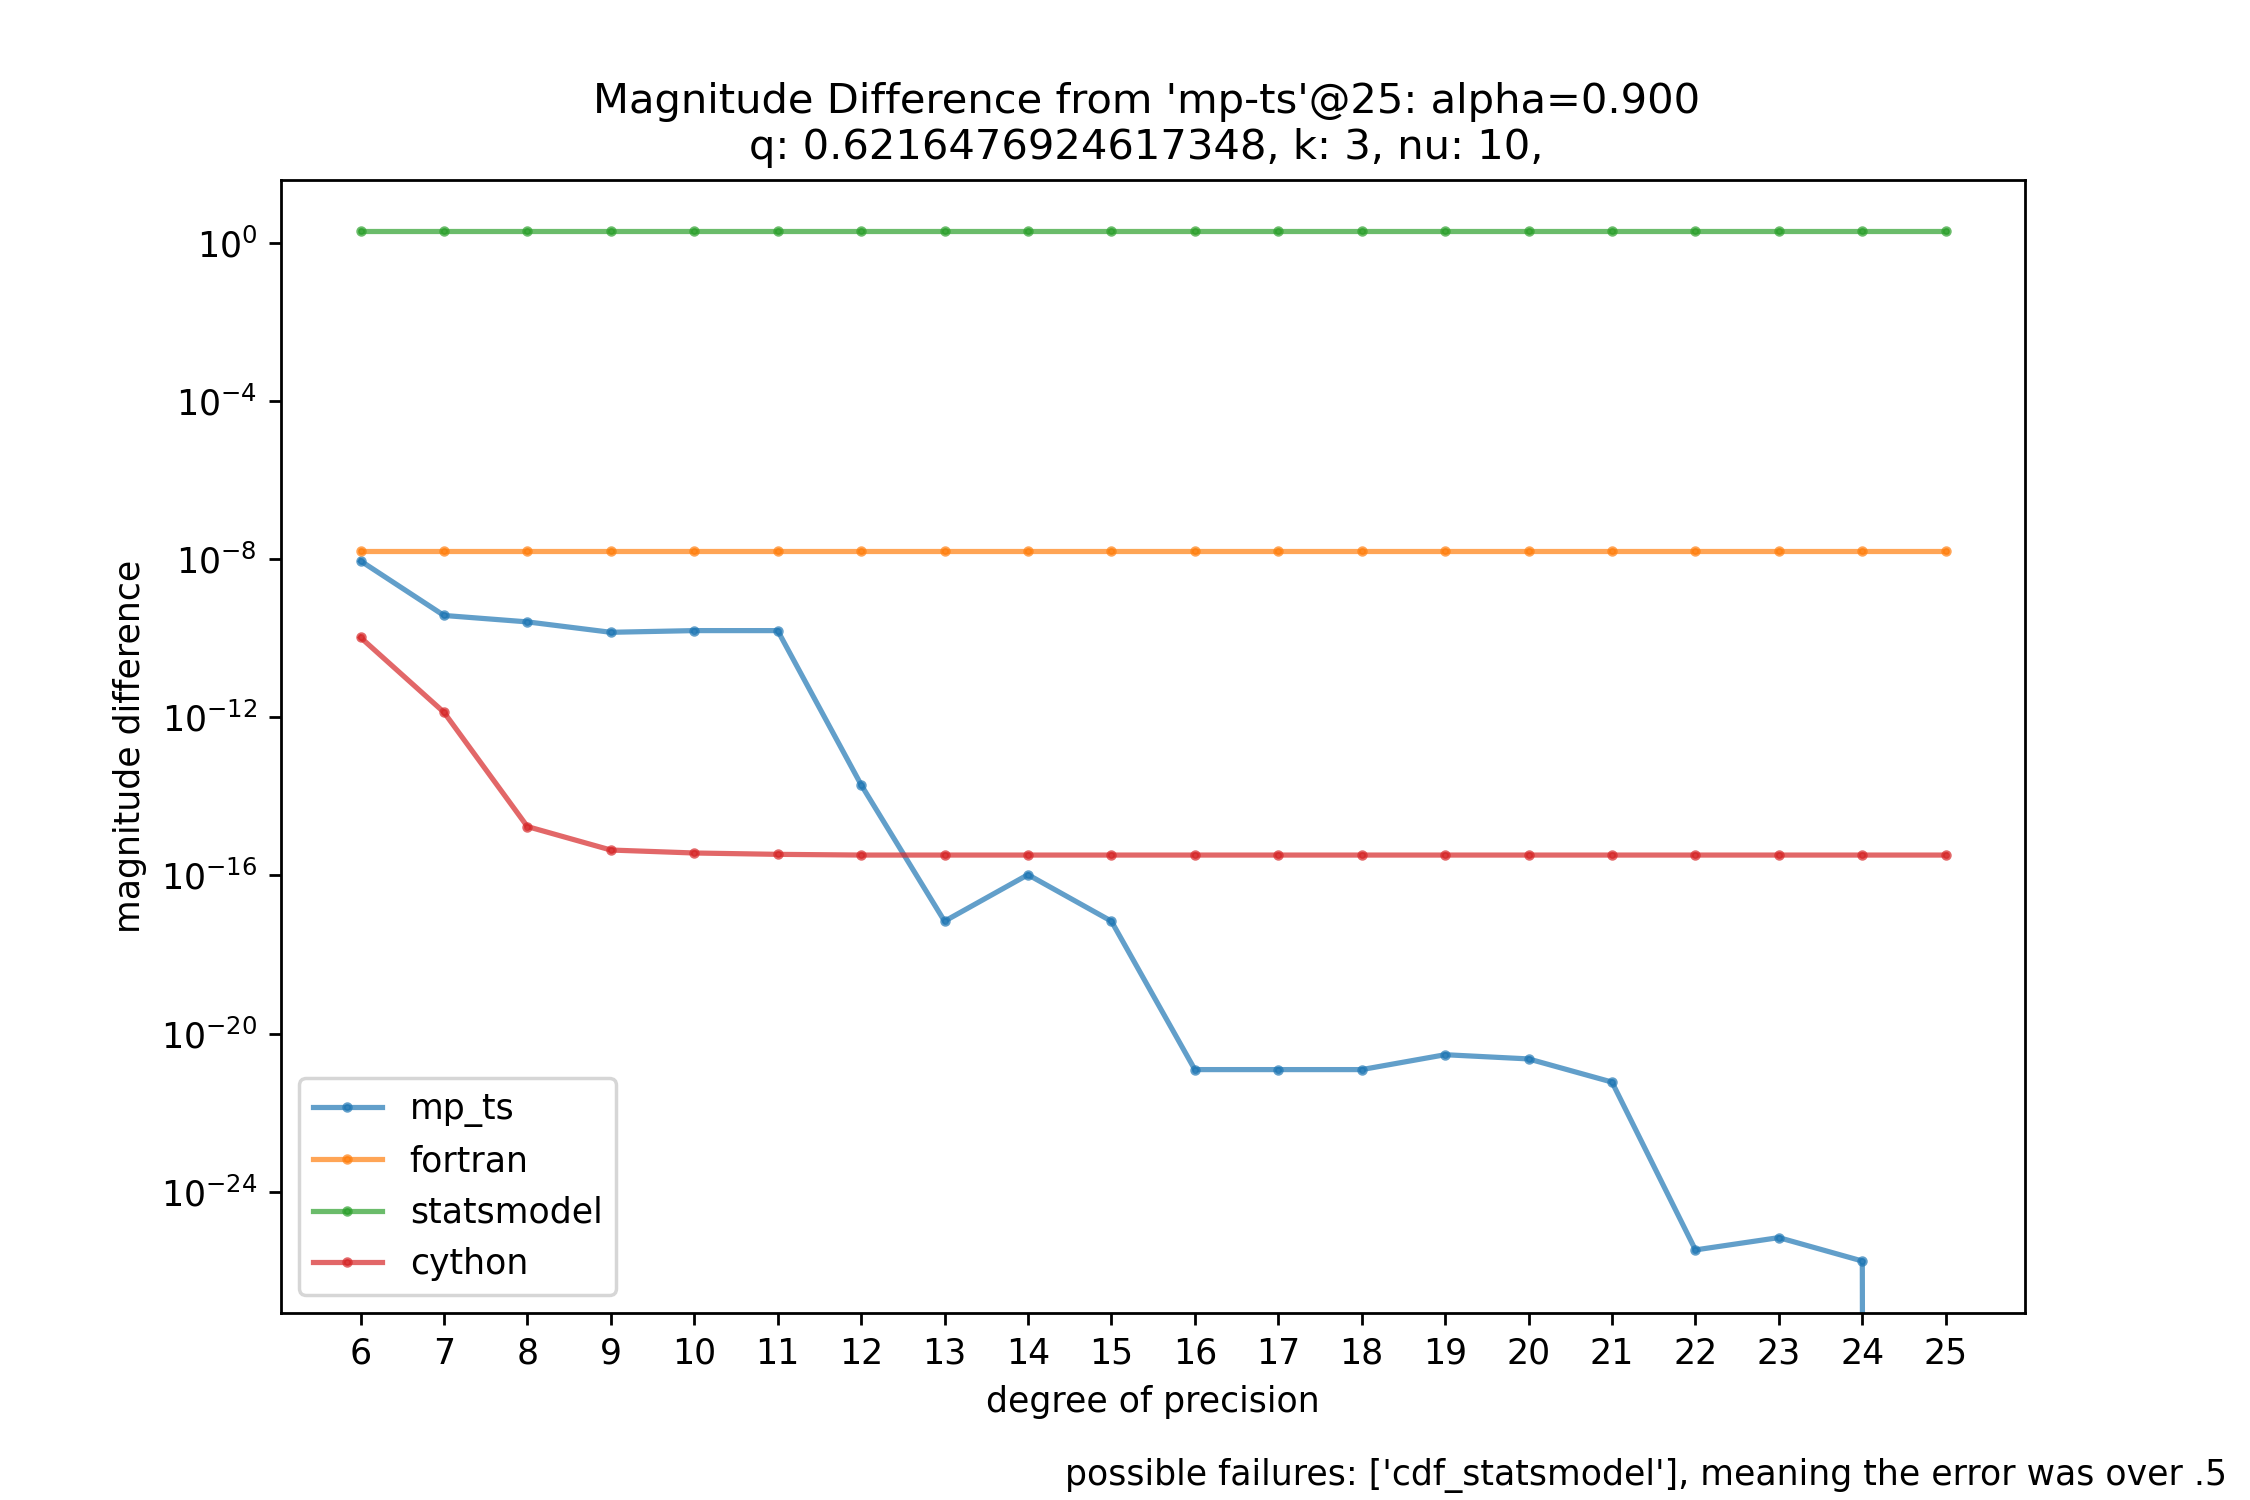 Magnitude Difference from 'mp-ts'@25: alpha=0.900
q: 0.6216476924617348, k: 3, nu: 10,
magnitude difference
10⁰
10⁻⁴
10⁻⁸
10⁻¹²
10⁻¹⁶
10⁻²⁰
10⁻²⁴
mp_ts
fortran
statsmodel
cython
6 7 8 9 10 11 12 13 14 15 16 17 18 19 20 21 22 23 24 25
degree of precision
possible failures: ['cdf_statsmodel'], meaning the error was over .5